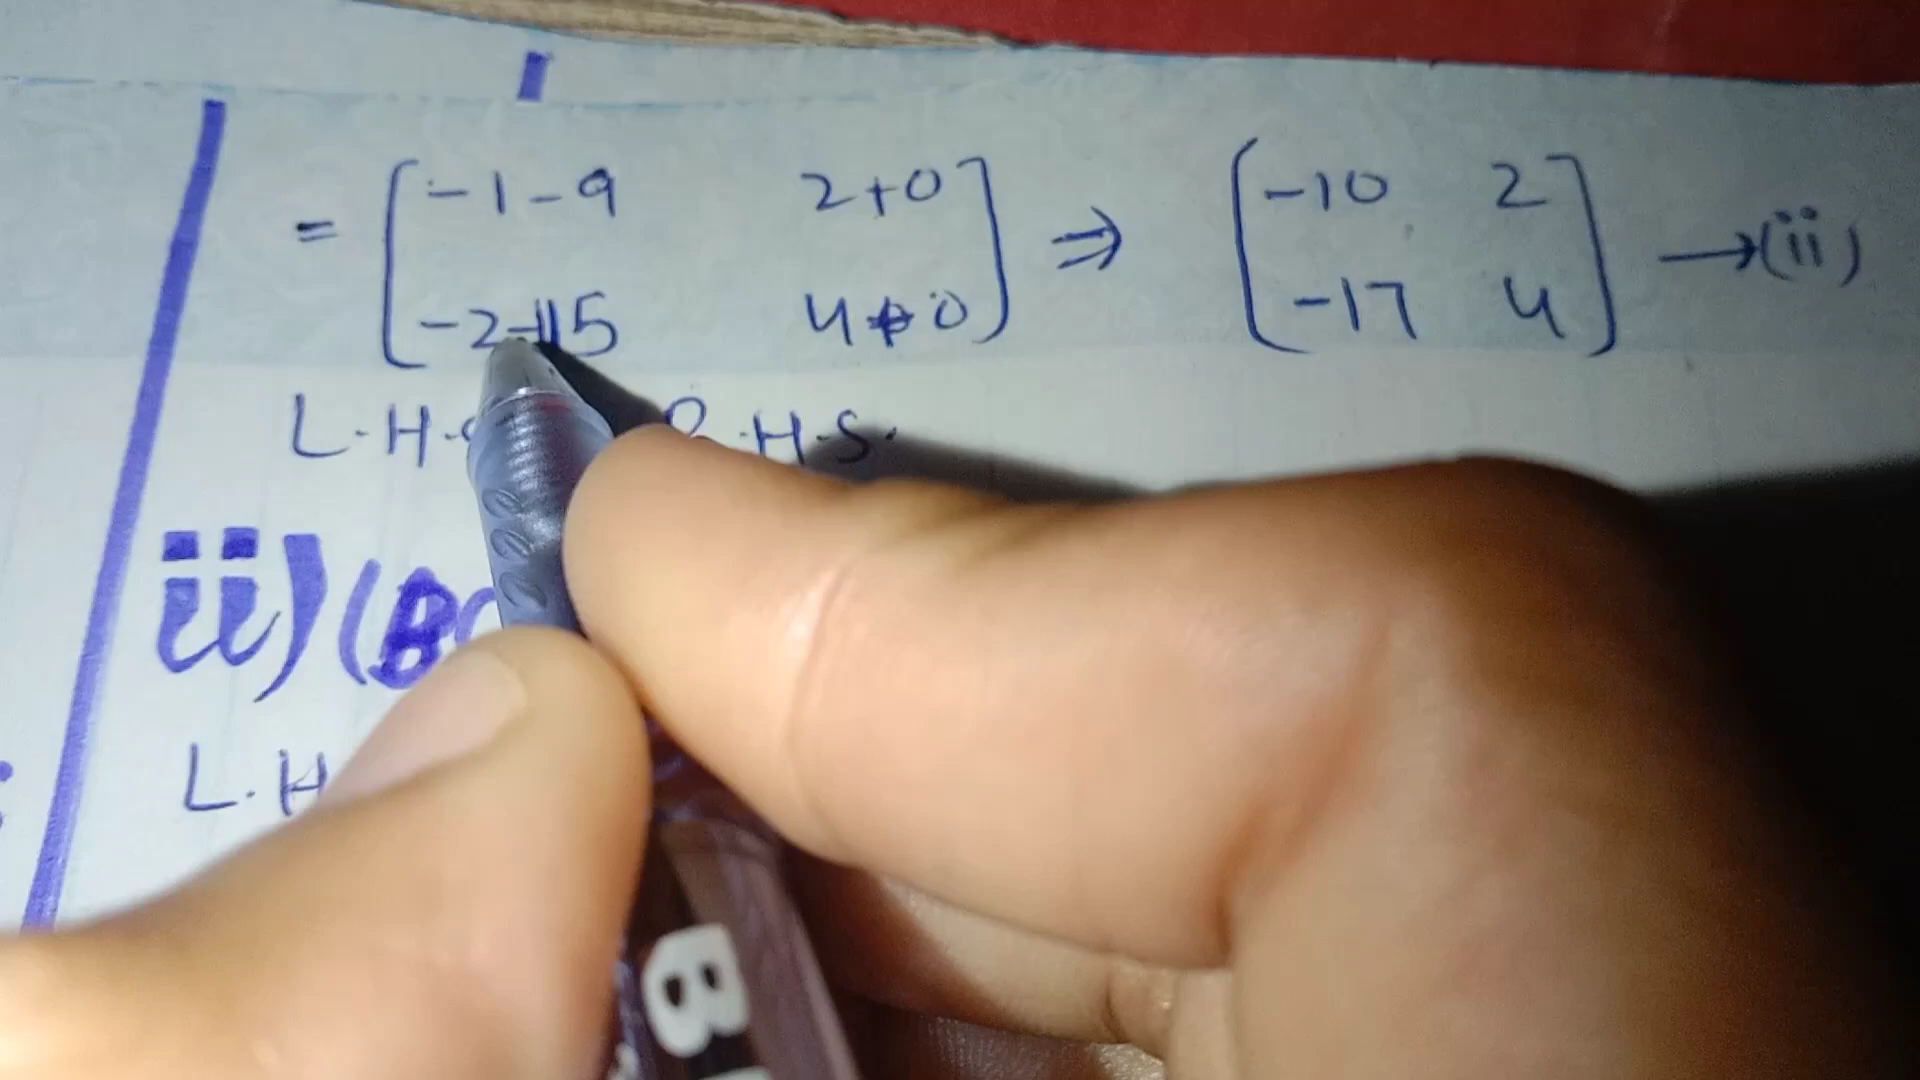 = [ -1-9 2+0 ] ⇒ [ -10 2 ] → (ii)
[ -2-15 4+0 ] [ -17 4 ]
L.H. R.H.S.
ii) (B
L.H
B